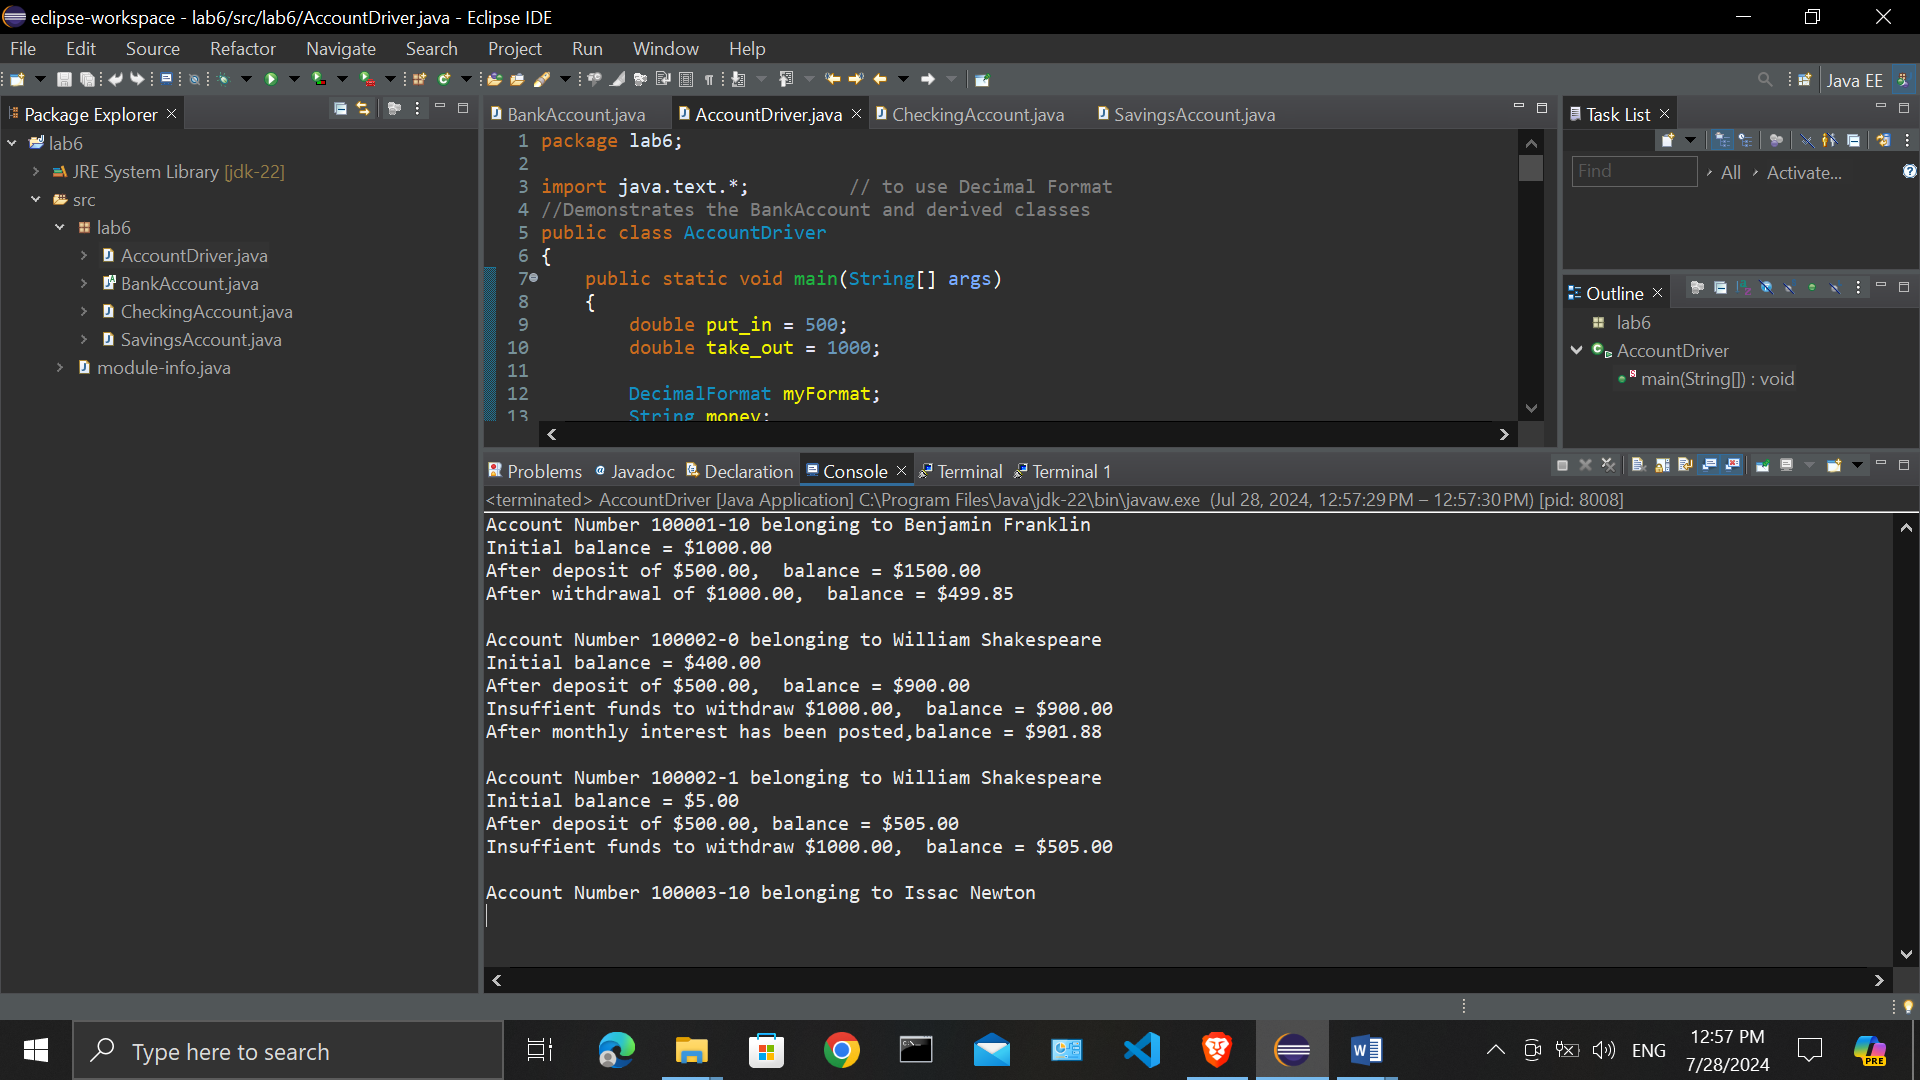 eclipse-workspace - lab6/src/lab6/AccountDriver.java - Eclipse IDE
File Edit Source Refactor Navigate Search Project Run Window Help
Java EE
Package Explorer
lab6
JRE System Library [jdk-22]
src
lab6
AccountDriver.java
BankAccount.java
CheckingAccount.java
SavingsAccount.java
module-info.java
BankAccount.java AccountDriver.java CheckingAccount.java SavingsAccount.java
1 package lab6;
2
3 import java.text.*; // to use Decimal Format
4 //Demonstrates the BankAccount and derived classes
5 public class AccountDriver
6 {
7 public static void main(String[] args)
8 {
9 double put_in = 500;
10 double take_out = 1000;
11
12 DecimalFormat myFormat;
13 String money;
Task List
Find All Activate...
Outline
lab6
AccountDriver
main(String[]) : void
Problems Javadoc Declaration Console Terminal Terminal 1
<terminated> AccountDriver [Java Application] C:\Program Files\Java\jdk-22\bin\javaw.exe (Jul 28, 2024, 12:57:29 PM – 12:57:30 PM) [pid: 8008]
Account Number 100001-10 belonging to Benjamin Franklin
Initial balance = $1000.00
After deposit of $500.00,  balance = $1500.00
After withdrawal of $1000.00,  balance = $499.85
Account Number 100002-0 belonging to William Shakespeare
Initial balance = $400.00
After deposit of $500.00,  balance = $900.00
Insuffient funds to withdraw $1000.00,  balance = $900.00
After monthly interest has been posted,balance = $901.88
Account Number 100002-1 belonging to William Shakespeare
Initial balance = $5.00
After deposit of $500.00, balance = $505.00
Insuffient funds to withdraw $1000.00,  balance = $505.00
Account Number 100003-10 belonging to Issac Newton
Type here to search
ENG
12:57 PM
7/28/2024
PRE